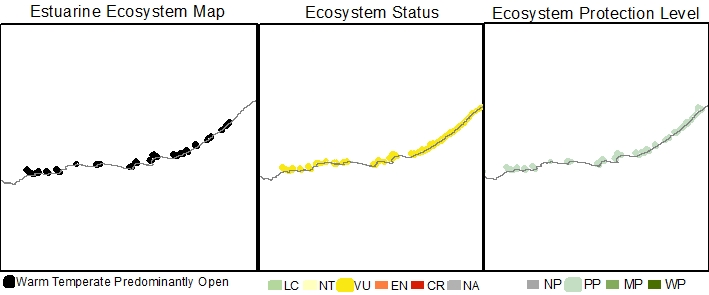 Estuarine Ecosystem Map
Ecosystem Status
Ecosystem Protection Level
Warm Temperate Predominantly Open
LC NT VU EN CR NA
NP PP MP WP